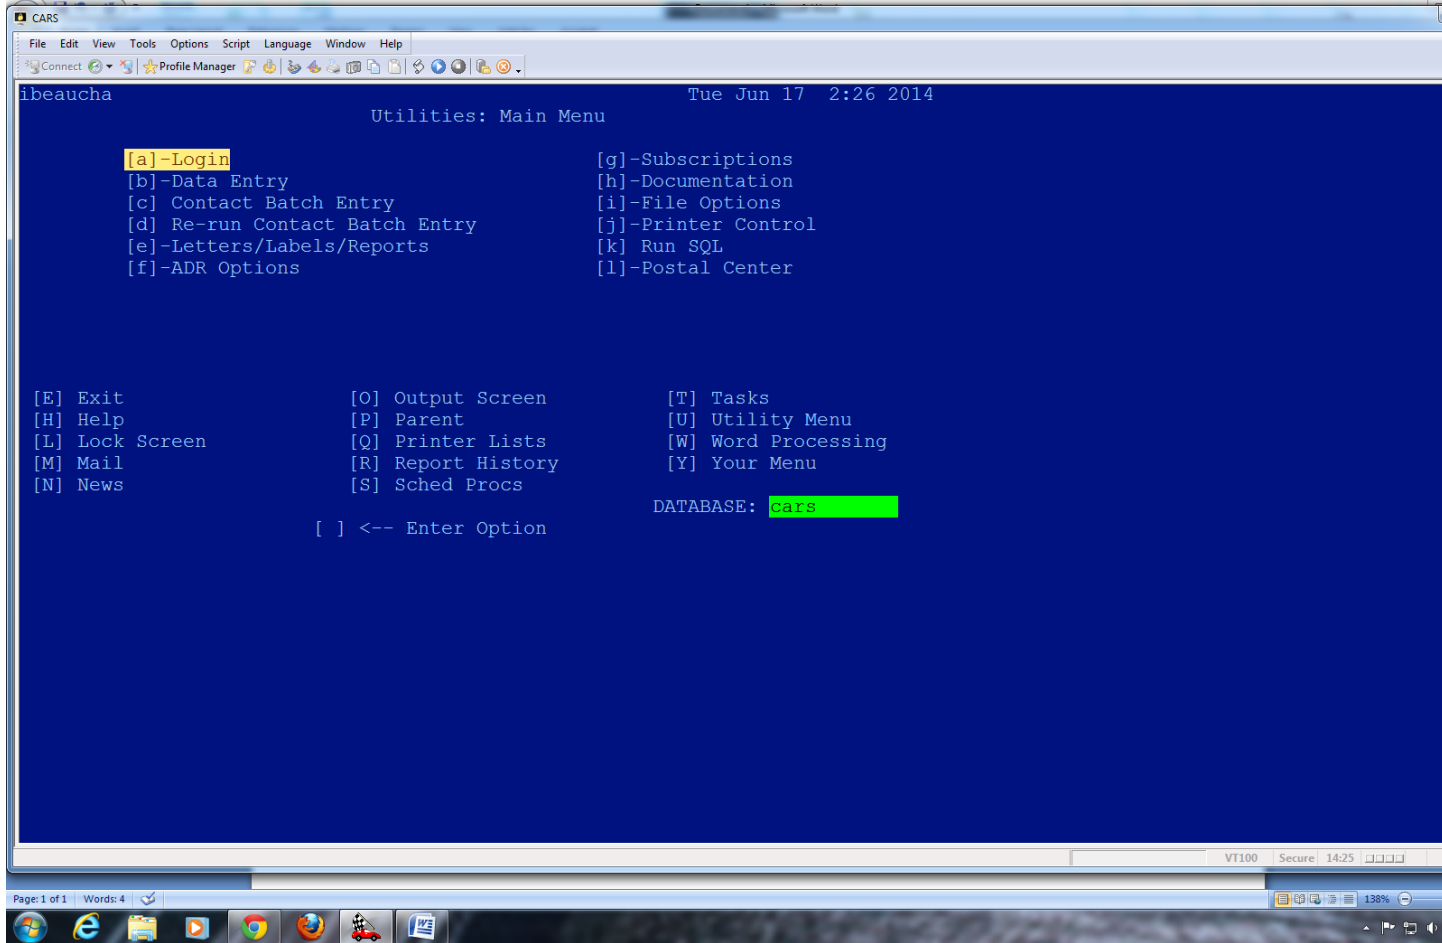 CARS
File Edit View Tools Options Script Language Window Help
Connect Profile Manager
ibeaucha Tue Jun 17 2:26 2014
Utilities: Main Menu
[a]-Login [g]-Subscriptions
[b]-Data Entry [h]-Documentation
[c] Contact Batch Entry [i]-File Options
[d] Re-run Contact Batch Entry [j]-Printer Control
[e]-Letters/Labels/Reports [k] Run SQL
[f]-ADR Options [l]-Postal Center
[E] Exit [O] Output Screen [T] Tasks
[H] Help [P] Parent [U] Utility Menu
[L] Lock Screen [Q] Printer Lists [W] Word Processing
[M] Mail [R] Report History [Y] Your Menu
[N] News [S] Sched Procs
DATABASE: cars
[ ] <-- Enter Option
VT100 Secure 14:25
Page: 1 of 1 Words: 4 138%